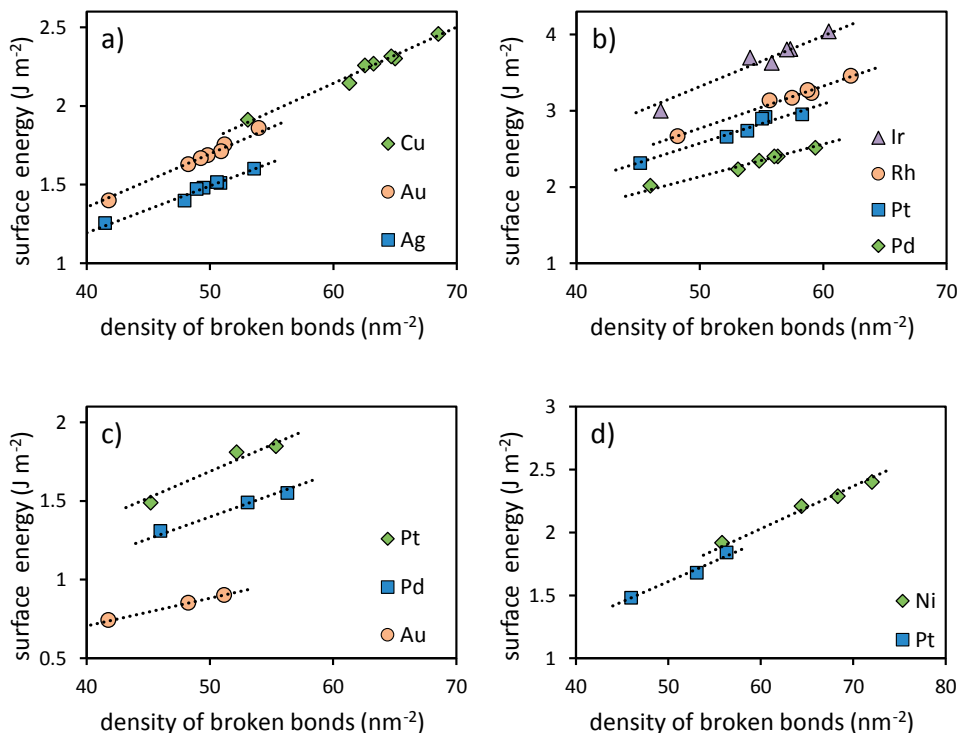 a)
surface energy (J m-2)
2.5
2
1.5
1
40 50 60 70
density of broken bonds (nm-2)
Cu
Au
Ag
b)
surface energy (J m-2)
4
3
2
1
40 50 60 70
density of broken bonds (nm-2)
Ir
Rh
Pt
Pd
c)
surface energy (J m-2)
2
1.5
1
0.5
40 50 60 70
density of broken bonds (nm-2)
Pt
Pd
Au
d)
surface energy (J m-2)
3
2.5
2
1.5
1
40 50 60 70 80
density of broken bonds (nm-2)
Ni
Pt